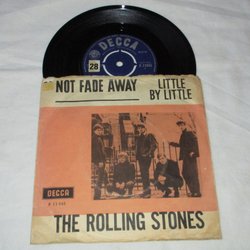 DECCA
28
NOT FADE AWAY
LITTLE
BY LITTLE
DECCA
THE ROLLING STONES